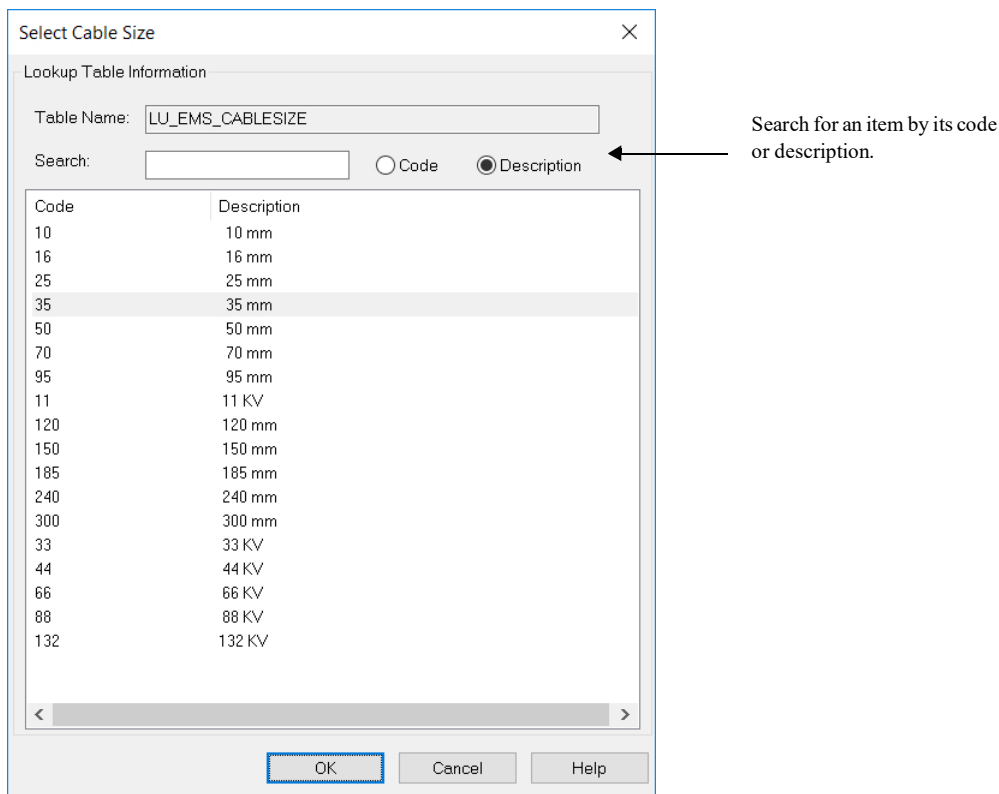 Select Cable Size
Lookup Table Information
Table Name: LU_EMS_CABLESIZE
Search: Code Description
Search for an item by its code
or description.
Code Description
10 10 mm
16 16 mm
25 25 mm
35 35 mm
50 50 mm
70 70 mm
95 95 mm
11 11 KV
120 120 mm
150 150 mm
185 185 mm
240 240 mm
300 300 mm
33 33 KV
44 44 KV
66 66 KV
88 88 KV
132 132 KV
OK Cancel Help